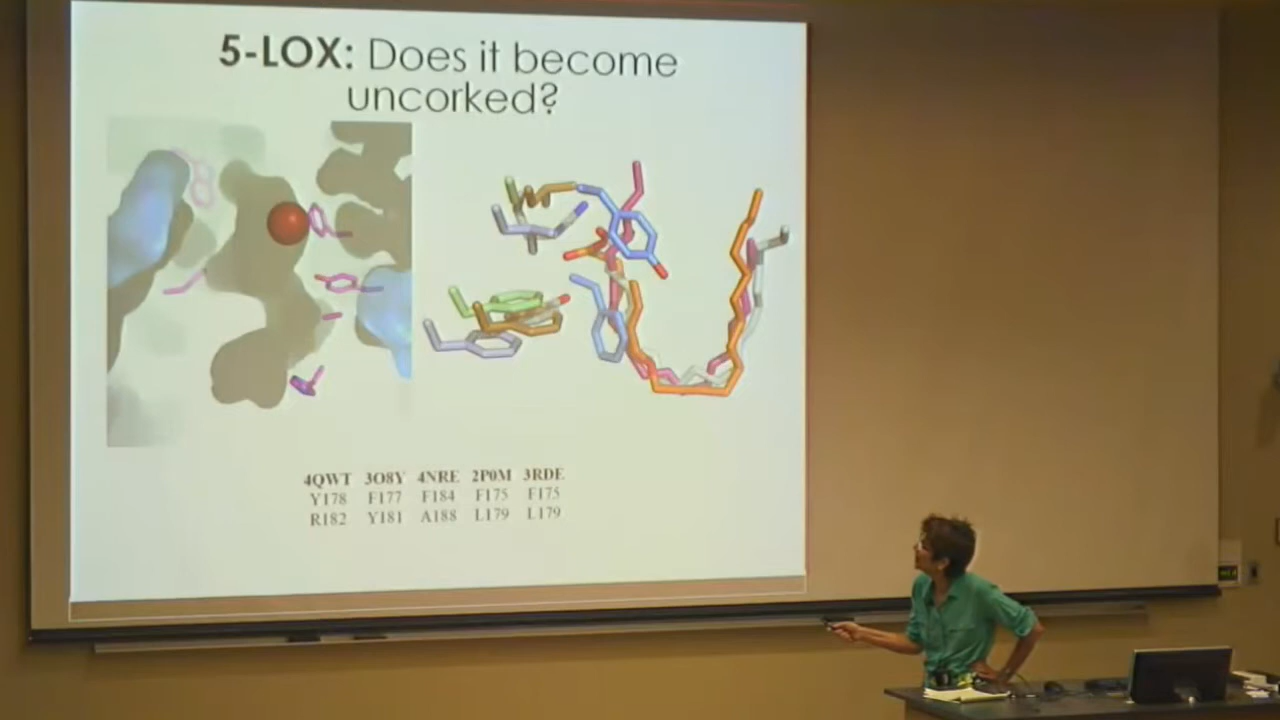 5-LOX: Does it become
uncorked?
4QWT 3O8Y 4NRE 2P0M 3RDE
Y178 F177 F184 F175 F175
R182 Y181 A188 L179 L179